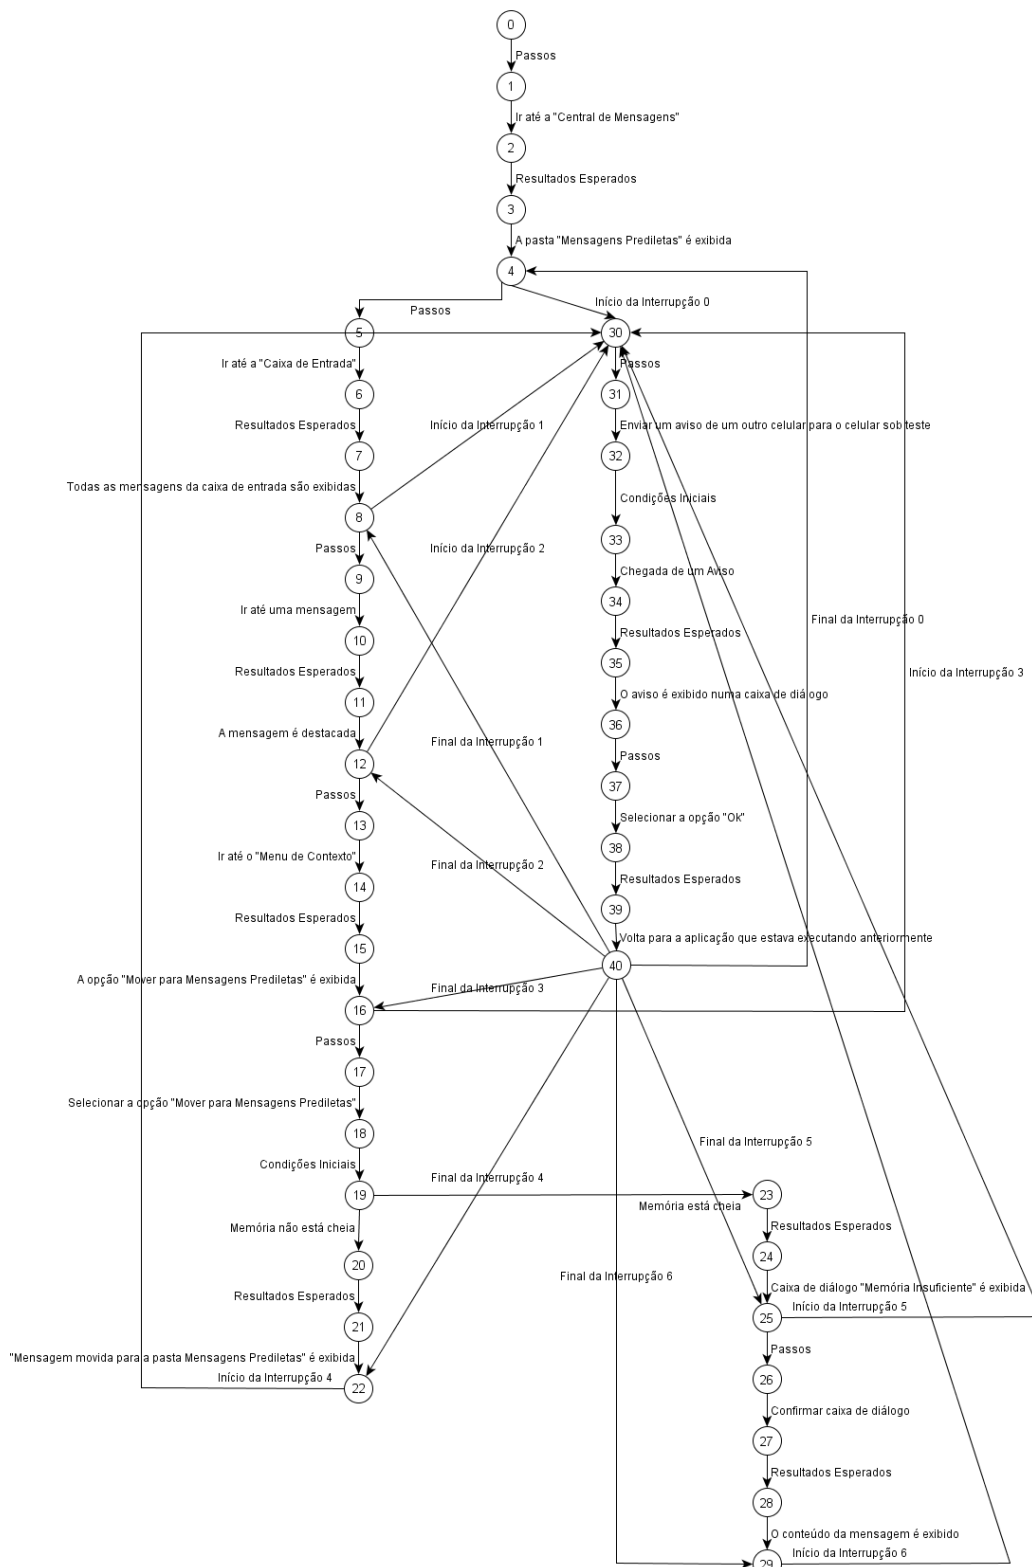 0
Passos
1
Ir até a "Central de Mensagens"
2
Resultados Esperados
3
A pasta "Mensagens Prediletas" é exibida
4
Início da Interrupção 0
Passos
5
30
Ir até a "Caixa de Entrada"
Passos
6
31
Resultados Esperados
Início da Interrupção 1
Enviar um aviso de um outro celular para o celular sob teste
7
32
Todas as mensagens da caixa de entrada são exibidas
Condições Iniciais
8
33
Passos
Início da Interrupção 2
9
Chegada de um Aviso
34
Ir até uma mensagem
Final da Interrupção 0
10
Resultados Esperados
Resultados Esperados
35
Início da Interrupção 3
11
O aviso é exibido numa caixa de diálogo
36
A mensagem é destacada
Final da Interrupção 1
12
Passos
37
Passos
13
Selecionar a opção "Ok"
38
Ir até o "Menu de Contexto"
Final da Interrupção 2
14
Resultados Esperados
39
Resultados Esperados
15
Volta para a aplicação que estava executando anteriormente
40
A opção "Mover para Mensagens Prediletas" é exibida
Final da Interrupção 3
16
Passos
17
Selecionar a opção "Mover para Mensagens Prediletas"
18
Final da Interrupção 5
Condições Iniciais
Final da Interrupção 4
19
23
Memória está cheia
Memória não está cheia
Resultados Esperados
20
24
Final da Interrupção 6
Resultados Esperados
Caixa de diálogo "Memória Insuficiente" é exibida
Início da Interrupção 5
21
25
"Mensagem movida para a pasta Mensagens Prediletas" é exibida
Passos
Início da Interrupção 4
22
26
Confirmar caixa de diálogo
27
Resultados Esperados
28
O conteúdo da mensagem é exibido
Início da Interrupção 6
29